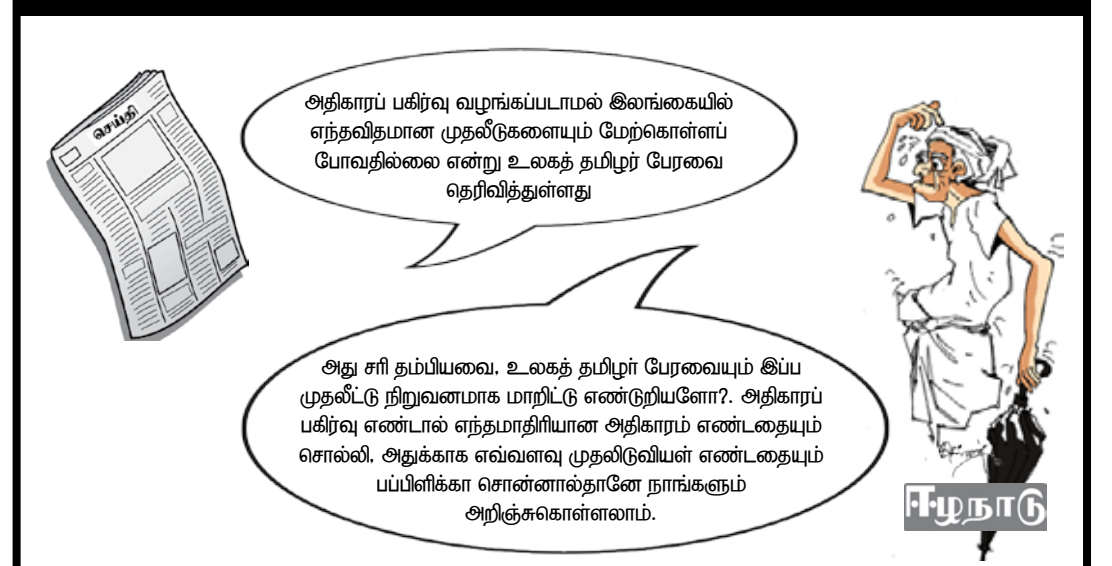 செய்தி
அதிகாரப் பகிர்வு வழங்கப்படாமல் இலங்கையில்
எந்தவிதமான முதலீடுகளையும் மேற்கொள்ளப்
போவதில்லை என்று உலகத் தமிழர் பேரவை
தெரிவித்துள்ளது
அது சரி தம்பியவை, உலகத் தமிழர் பேரவையும் இப்ப
முதலீட்டு நிறுவனமாக மாறிட்டு எண்டுறியளோ?. அதிகாரப்
பகிர்வு எண்டால் எந்தமாதிரியான அதிகாரம் எண்டதையும்
சொல்லி, அதுக்காக எவ்வளவு முதலிடுவியள் எண்டதையும்
பப்பிளிக்கா சொன்னால்தானே நாங்களும்
அறிஞ்சுகொள்ளலாம்.
ஈழநாடு